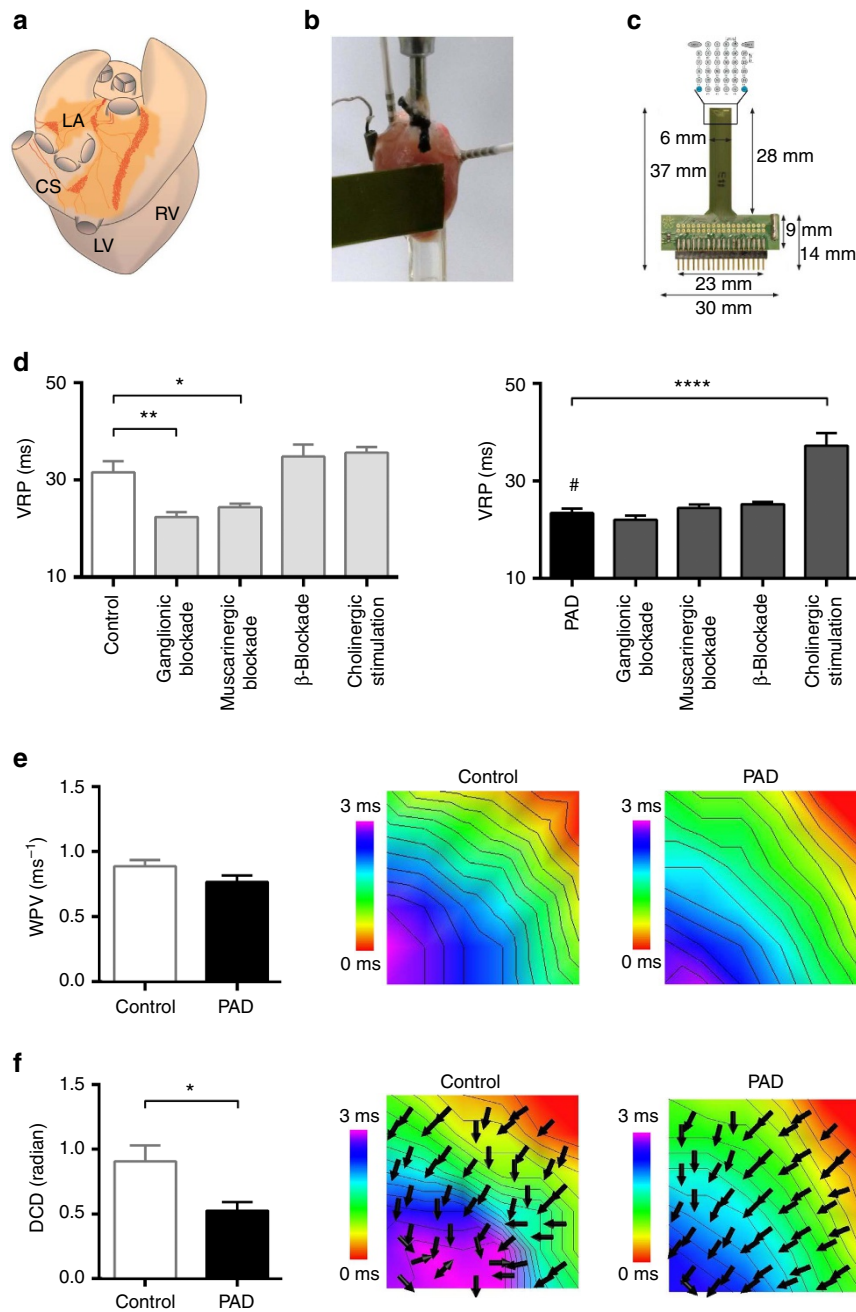 a
LA
CS
LV
RV
b
c
6 mm
37 mm
28 mm
9 mm
14 mm
23 mm
30 mm
d
50
30
10
VRP (ms)
*
**
Control
Ganglionic blockade
Muscarinergic blockade
β-Blockade
Cholinergic stimulation
50
30
10
VRP (ms)
****
#
PAD
Ganglionic blockade
Muscarinergic blockade
β-Blockade
Cholinergic stimulation
e
1.5
1.0
0.5
0.0
WPV (ms⁻¹)
Control
PAD
Control
3 ms
0 ms
PAD
3 ms
0 ms
f
1.5
1.0
0.5
0.0
DCD (radian)
*
Control
PAD
Control
3 ms
0 ms
PAD
3 ms
0 ms